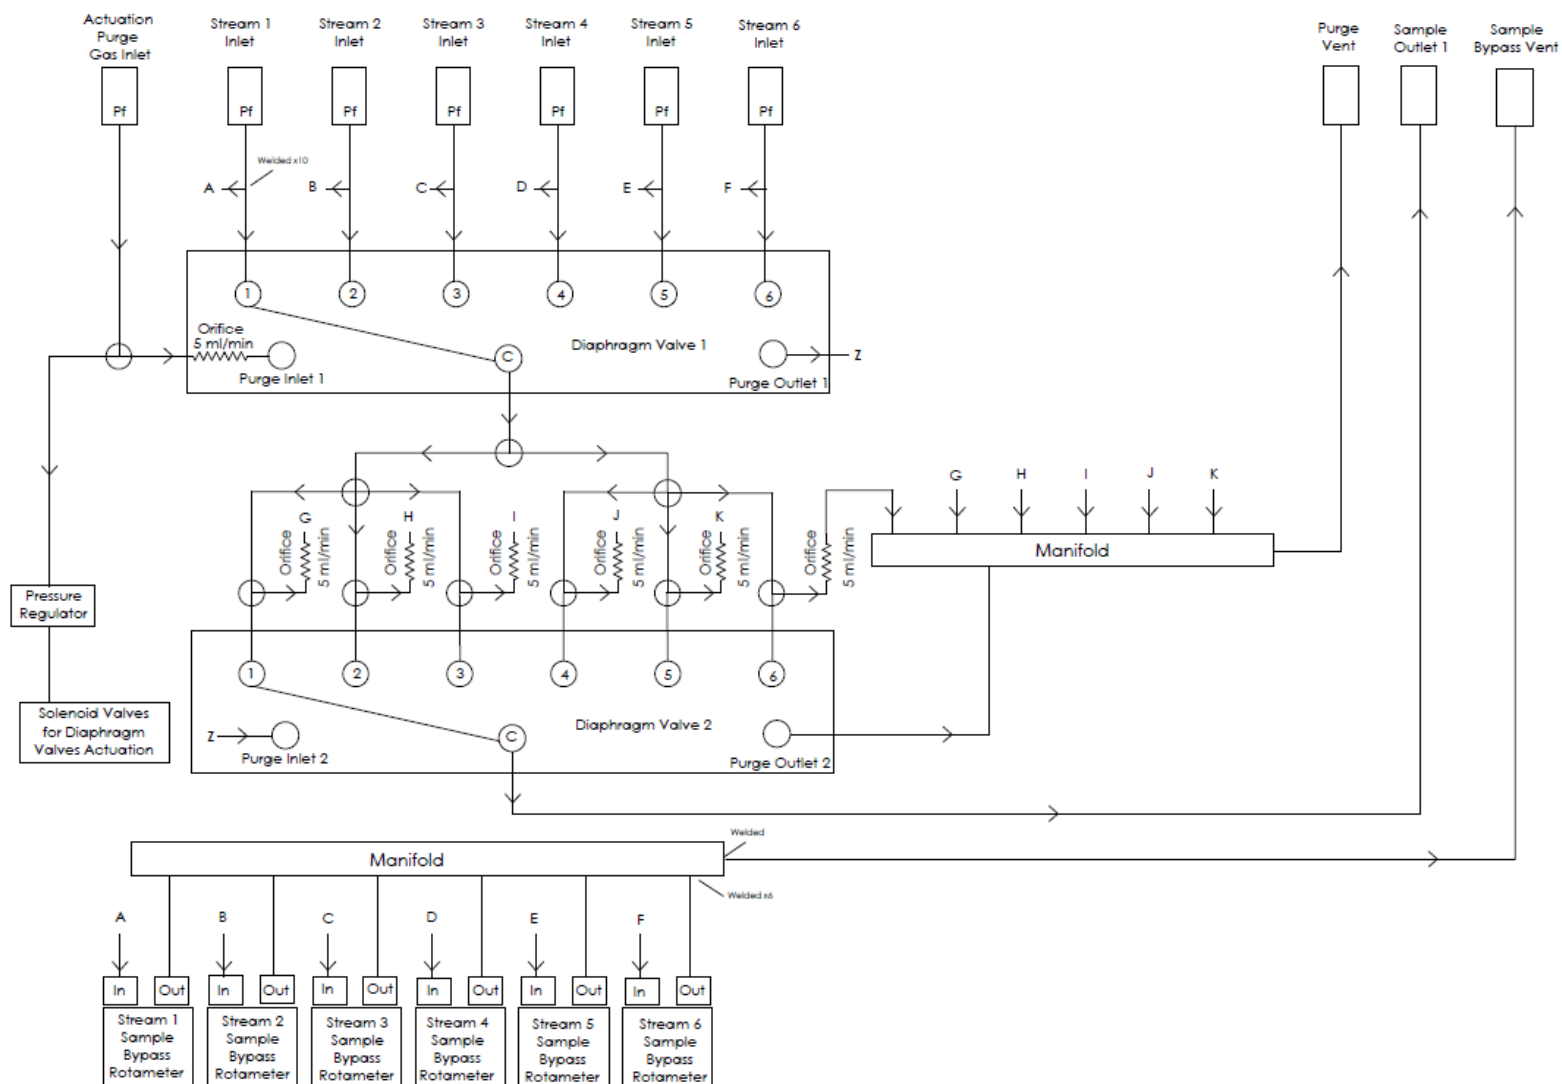 Actuation
Purge
Gas Inlet
Stream 1
Inlet
Stream 2
Inlet
Stream 3
Inlet
Stream 4
Inlet
Stream 5
Inlet
Stream 6
Inlet
Purge
Vent
Sample
Outlet 1
Sample
Bypass Vent
Pf
Pf
Pf
Pf
Pf
Pf
Pf
Welded x10
A
B
C
D
E
F
1
2
3
4
5
6
Orifice
5 ml/min
Purge Inlet 1
C
Diaphragm Valve 1
Purge Outlet 1
Z
G
H
I
J
K
Orifice
5 ml/min
Orifice
5 ml/min
Orifice
5 ml/min
Orifice
5 ml/min
Orifice
5 ml/min
Orifice
5 ml/min
G
H
I
J
K
Manifold
Pressure
Regulator
Solenoid Valves
for Diaphragm
Valves Actuation
1
2
3
4
5
6
Z
Purge Inlet 2
C
Diaphragm Valve 2
Purge Outlet 2
Manifold
Welded
Welded x6
A
B
C
D
E
F
In
Out
In
Out
In
Out
In
Out
In
Out
In
Out
Stream 1
Sample
Bypass
Rotameter
Stream 2
Sample
Bypass
Rotameter
Stream 3
Sample
Bypass
Rotameter
Stream 4
Sample
Bypass
Rotameter
Stream 5
Sample
Bypass
Rotameter
Stream 6
Sample
Bypass
Rotameter